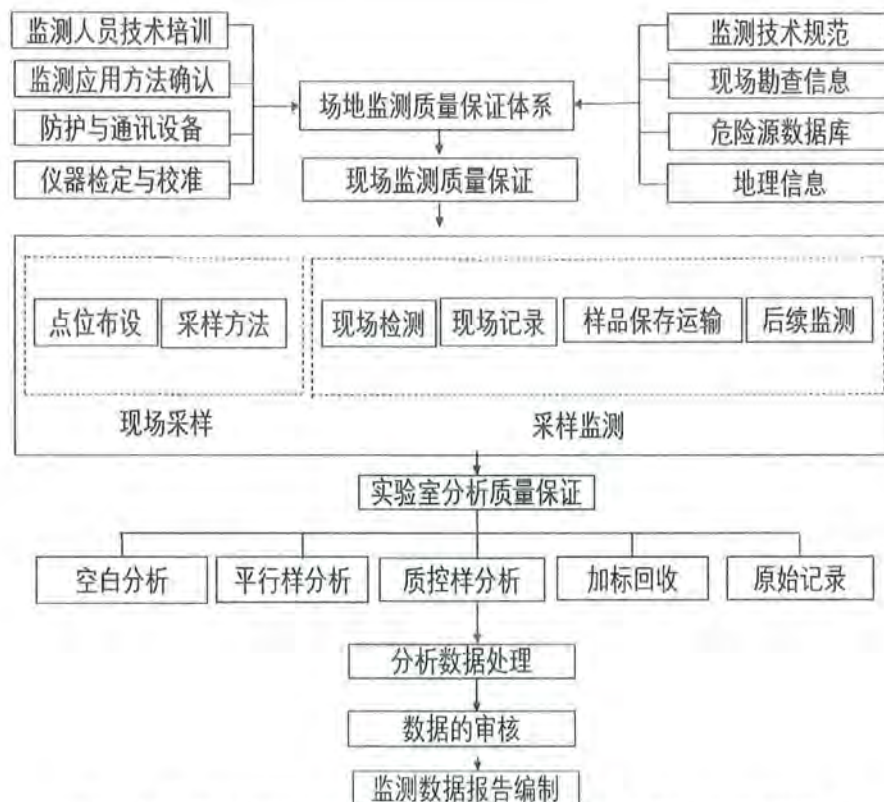 监测人员技术培训
监测应用方法确认
防护与通讯设备
仪器检定与校准
场地监测质量保证体系
现场监测质量保证
监测技术规范
现场勘查信息
危险源数据库
地理信息
点位布设
采样方法
现场采样
现场检测
现场记录
样品保存运输
后续监测
采样监测
实验室分析质量保证
空白分析
平行样分析
质控样分析
加标回收
原始记录
分析数据处理
数据的审核
监测数据报告编制